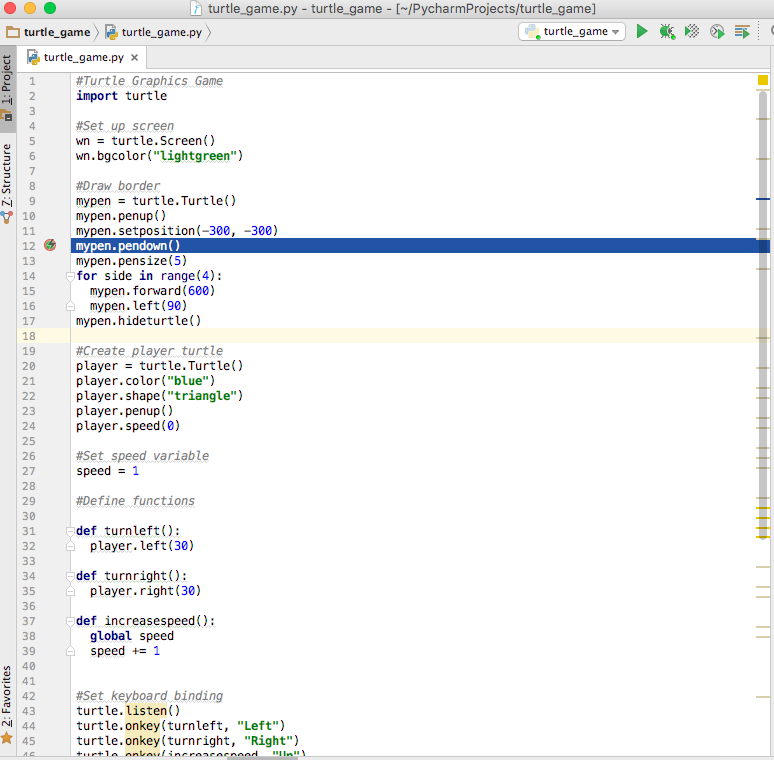 turtle_game.py - turtle_game - [~/PycharmProjects/turtle_game]
turtle_game turtle_game.py turtle_game
turtle_game.py ×
1: Project
7: Structure
2: Favorites
1 #Turtle Graphics Game
2 import turtle
3
4 #Set up screen
5 wn = turtle.Screen()
6 wn.bgcolor("lightgreen")
7
8 #Draw border
9 mypen = turtle.Turtle()
10 mypen.penup()
11 mypen.setposition(-300, -300)
12 mypen.pendown()
13 mypen.pensize(5)
14 for side in range(4):
15 mypen.forward(600)
16 mypen.left(90)
17 mypen.hideturtle()
18
19 #Create player turtle
20 player = turtle.Turtle()
21 player.color("blue")
22 player.shape("triangle")
23 player.penup()
24 player.speed(0)
25
26 #Set speed variable
27 speed = 1
28
29 #Define functions
30
31 def turnleft():
32 player.left(30)
33
34 def turnright():
35 player.right(30)
36
37 def increasespeed():
38 global speed
39 speed += 1
40
41
42 #Set keyboard binding
43 turtle.listen()
44 turtle.onkey(turnleft, "Left")
45 turtle.onkey(turnright, "Right")
46 turtle.onkey(increasespeed, "Up")